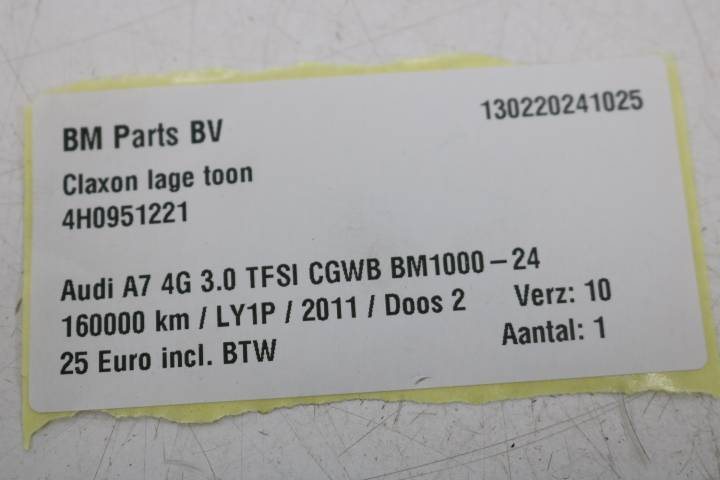 BM Parts BV
130220241025
Claxon lage toon
4H0951221
Audi A7 4G 3.0 TFSI CGWB BM1000-24
160000 km / LY1P / 2011 / Doos 2
Verz: 10
25 Euro incl. BTW
Aantal: 1